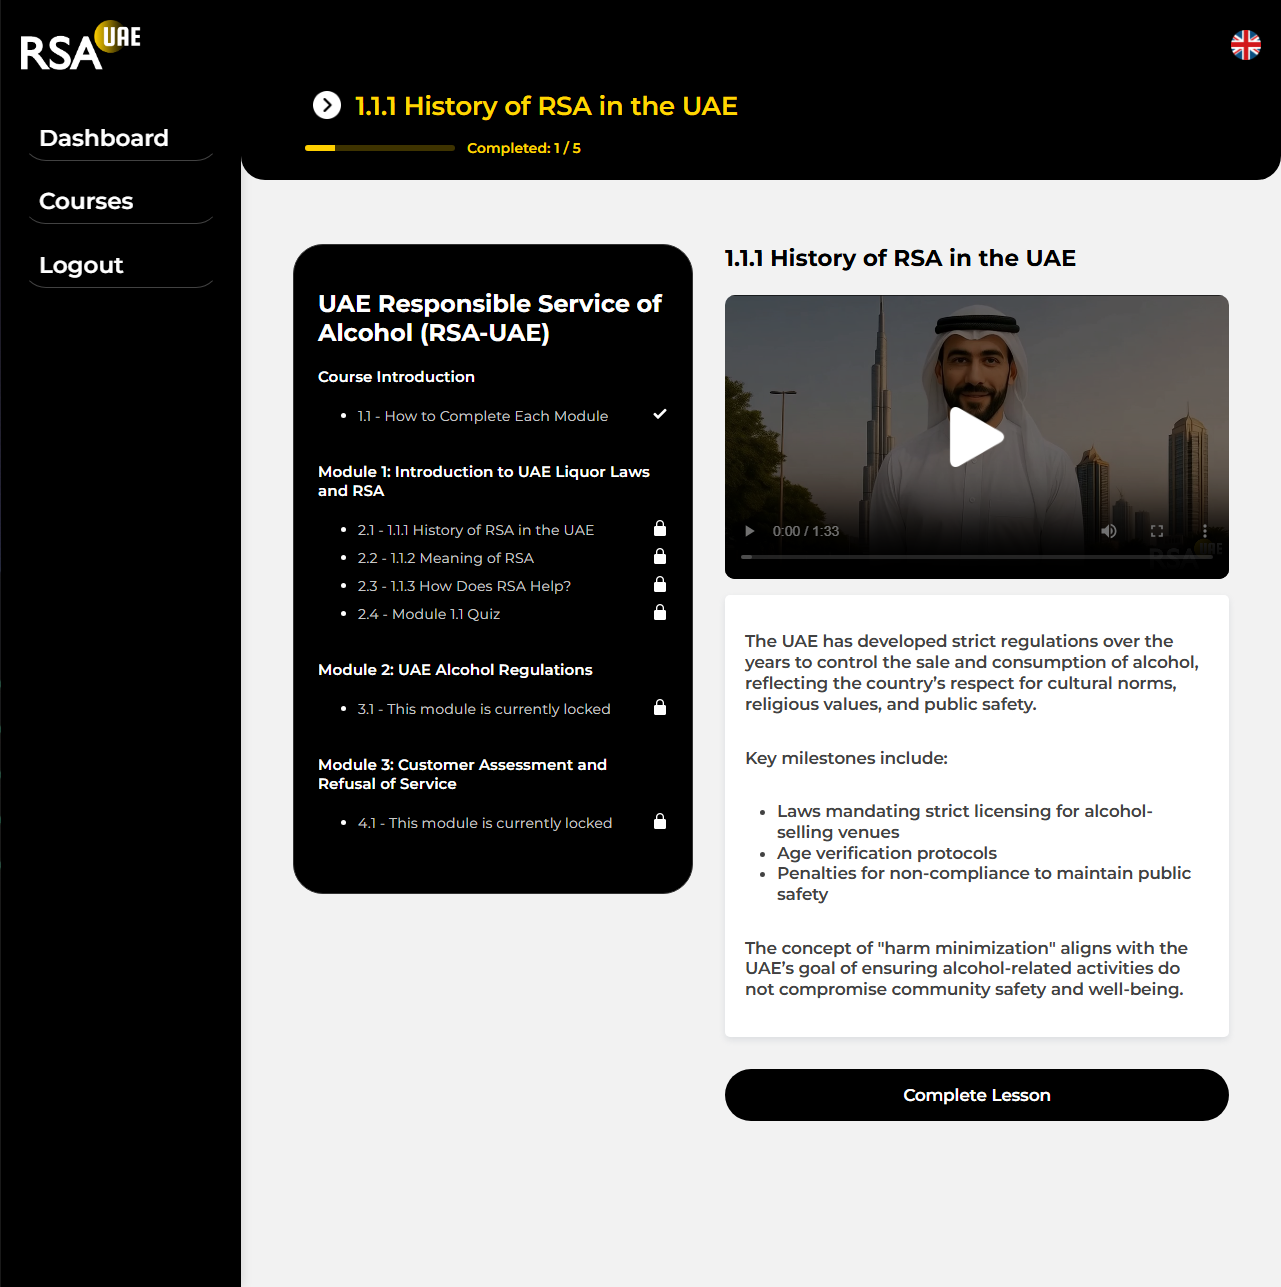 RSA UAE
Dashboard
Courses
Logout
1.1.1 History of RSA in the UAE
Completed: 1 / 5
UAE Responsible Service of
Alcohol (RSA-UAE)
Course Introduction
1.1 - How to Complete Each Module
Module 1: Introduction to UAE Liquor Laws
and RSA
2.1 - 1.1.1 History of RSA in the UAE
2.2 - 1.1.2 Meaning of RSA
2.3 - 1.1.3 How Does RSA Help?
2.4 - Module 1.1 Quiz
Module 2: UAE Alcohol Regulations
3.1 - This module is currently locked
Module 3: Customer Assessment and
Refusal of Service
4.1 - This module is currently locked
1.1.1 History of RSA in the UAE
0:00 / 1:33
RSA UAE
The UAE has developed strict regulations over the
years to control the sale and consumption of alcohol,
reflecting the country’s respect for cultural norms,
religious values, and public safety.
Key milestones include:
Laws mandating strict licensing for alcohol-
selling venues
Age verification protocols
Penalties for non-compliance to maintain public
safety
The concept of "harm minimization" aligns with the
UAE’s goal of ensuring alcohol-related activities do
not compromise community safety and well-being.
Complete Lesson